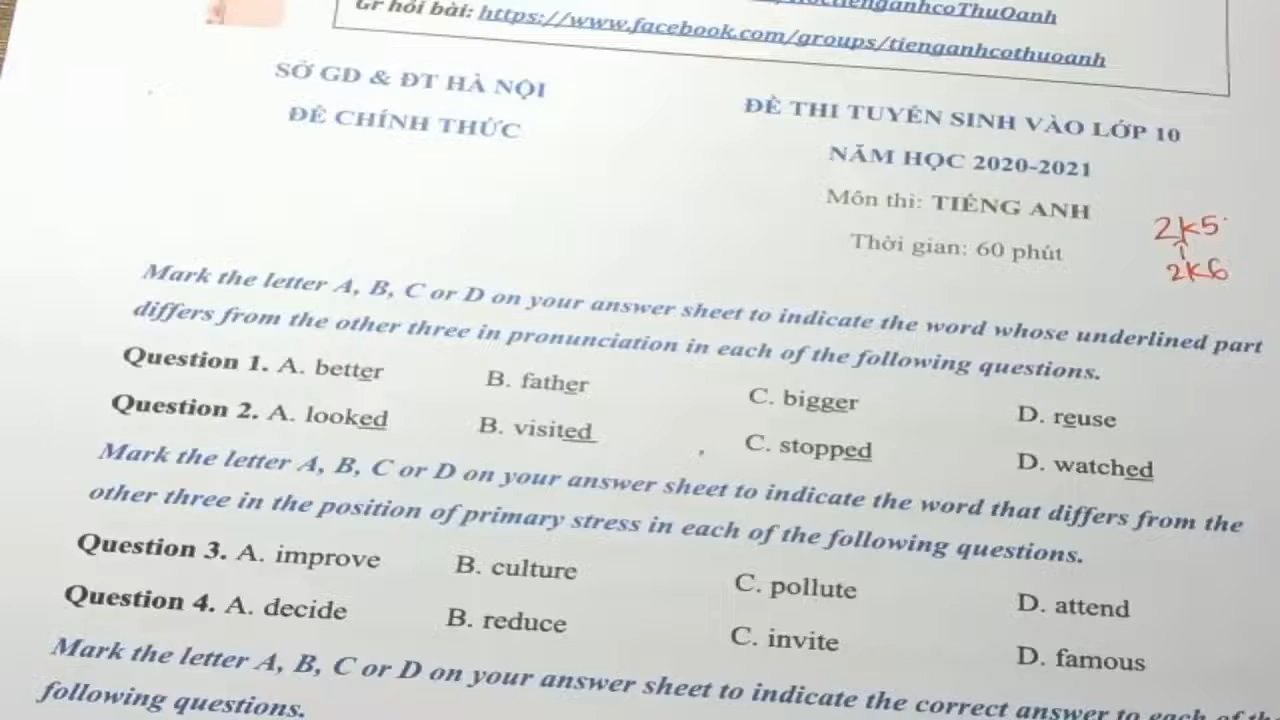 Gr hỏi bài: https://www.facebook.com/groups/tienganhcothuoanh
SỞ GD & ĐT HÀ NỘI
ĐỀ CHÍNH THỨC
ĐỀ THI TUYỂN SINH VÀO LỚP 10
NĂM HỌC 2020-2021
Môn thi: TIẾNG ANH
Thời gian: 60 phút
2k5
2k6
Mark the letter A, B, C or D on your answer sheet to indicate the word whose underlined part
differs from the other three in pronunciation in each of the following questions.
Question 1. A. better B. father C. bigger D. reuse
Question 2. A. looked B. visited C. stopped D. watched
Mark the letter A, B, C or D on your answer sheet to indicate the word that differs from the
other three in the position of primary stress in each of the following questions.
Question 3. A. improve B. culture C. pollute D. attend
Question 4. A. decide B. reduce C. invite D. famous
Mark the letter A, B, C or D on your answer sheet to indicate the correct answer to each of
following questions.